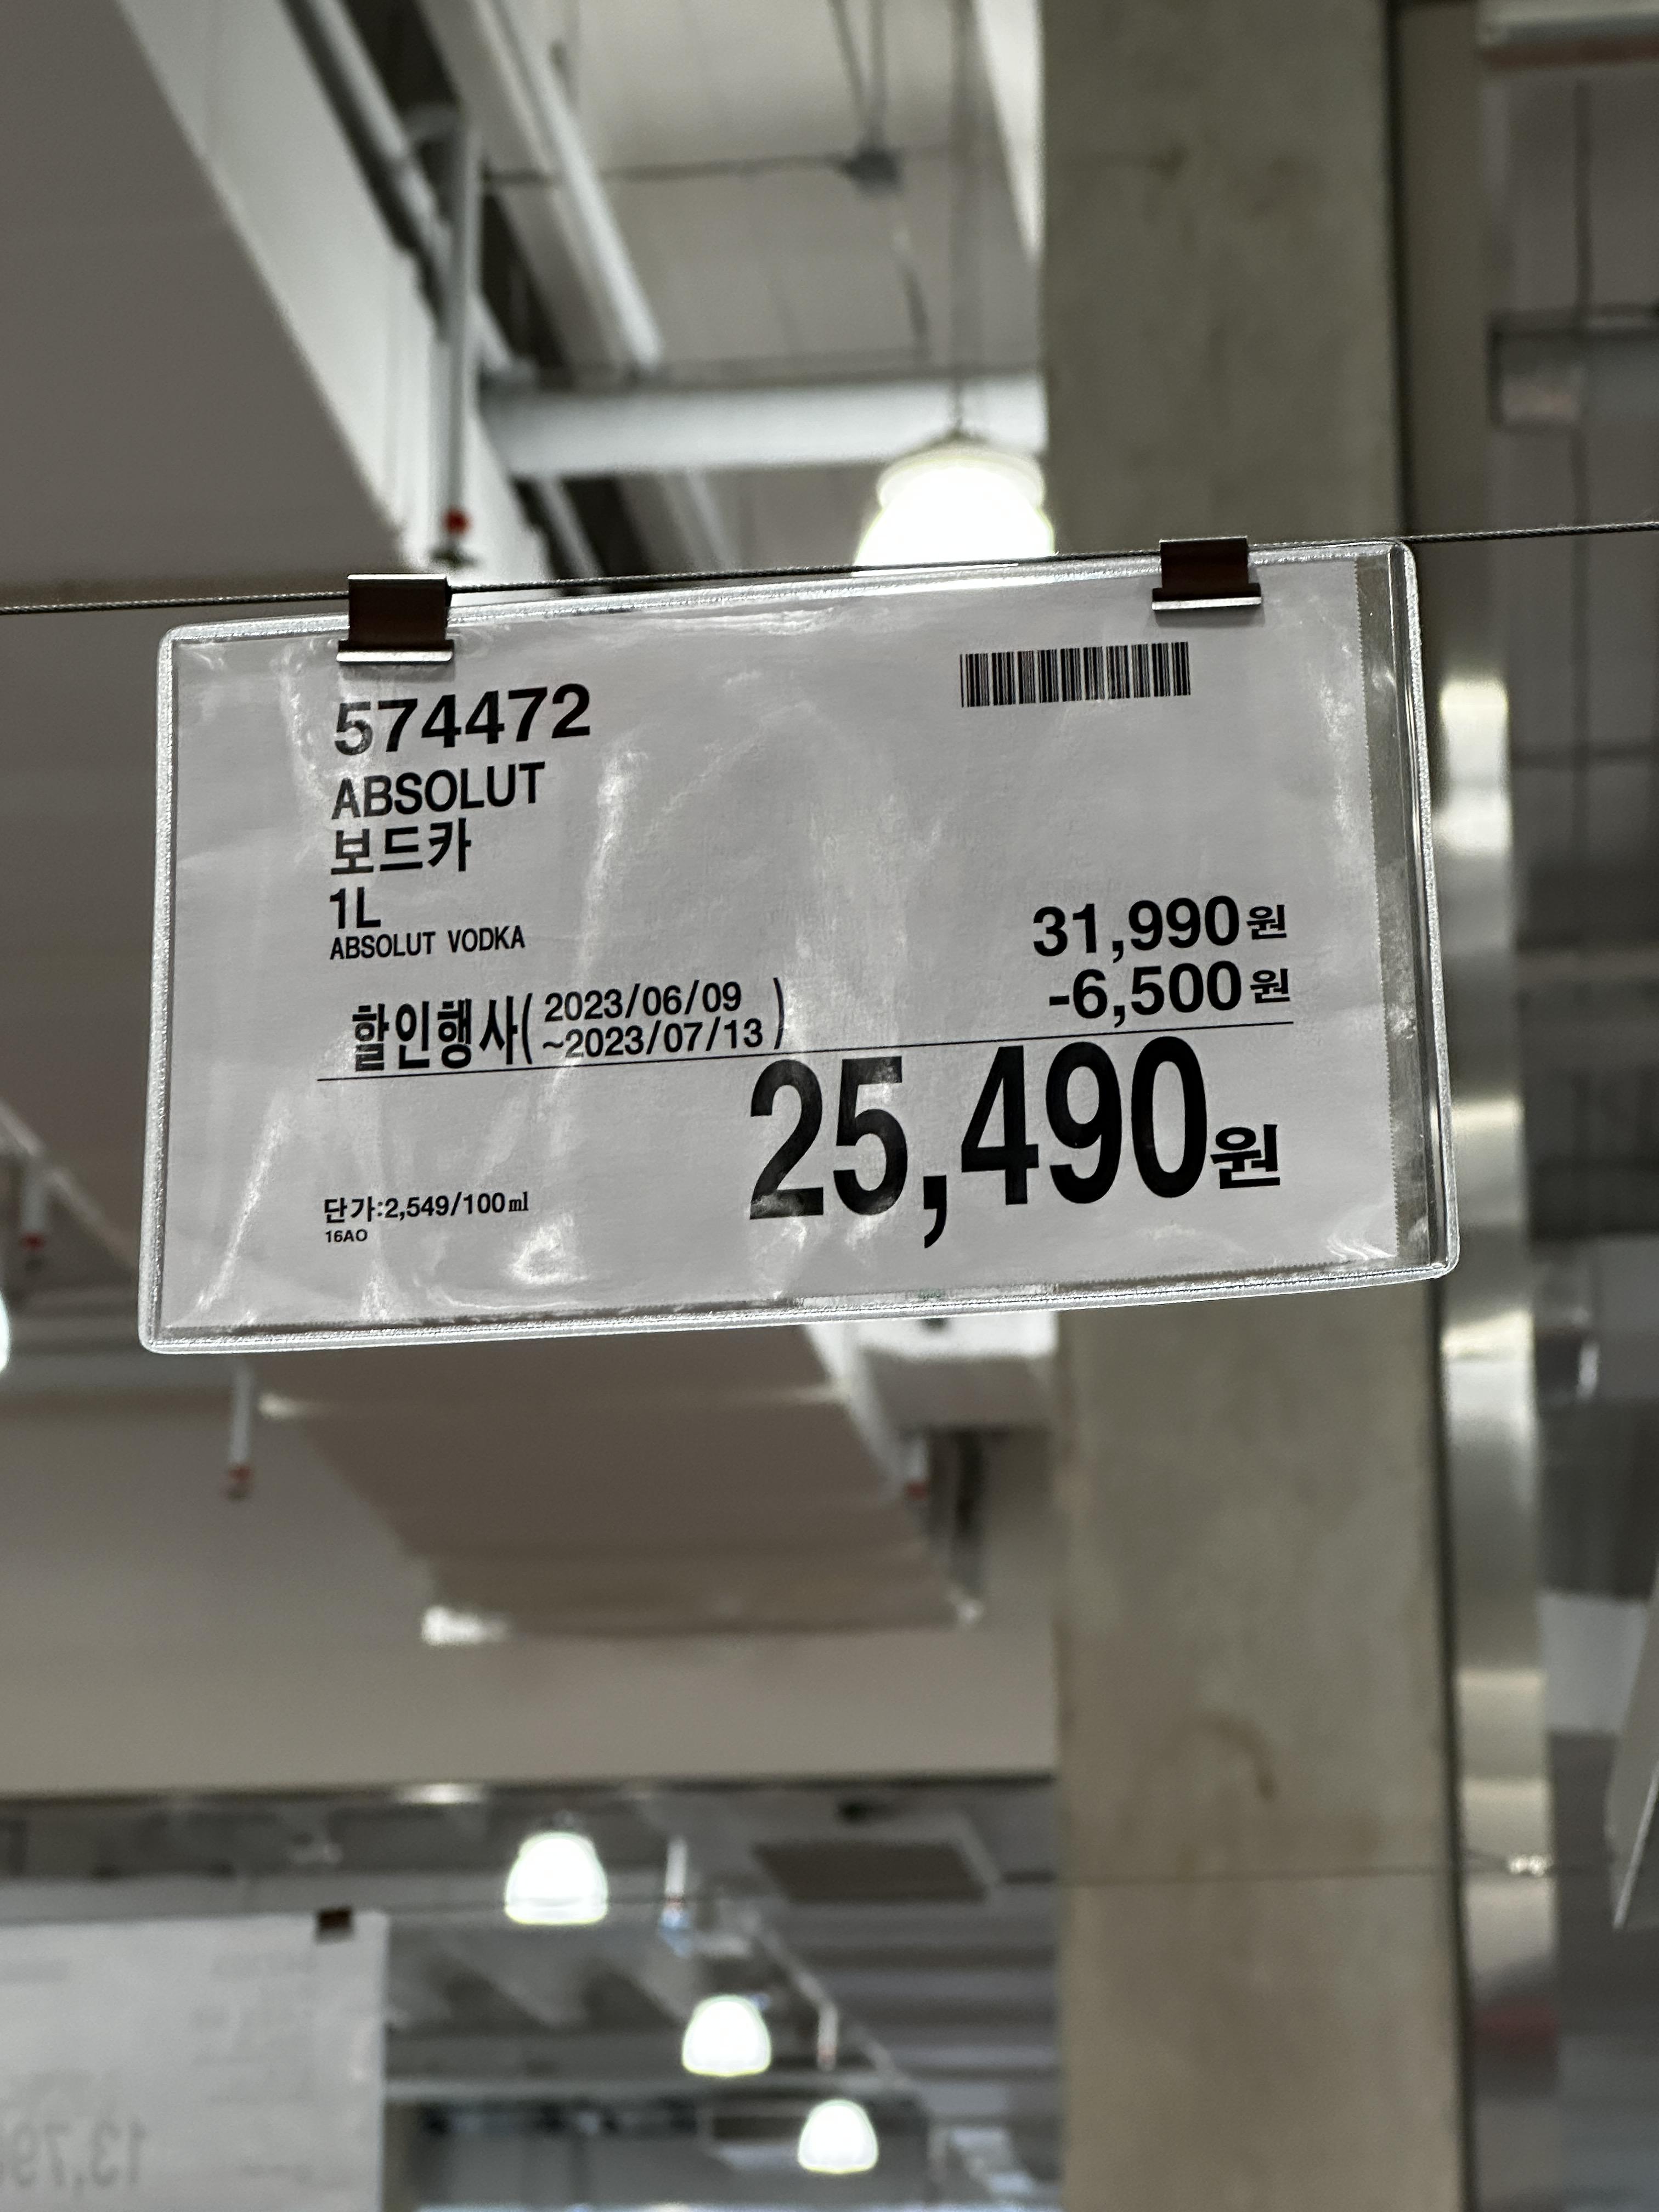 574472
ABSOLUT
보드카
1L
ABSOLUT VODKA
31,990원
-6,500원
할인행사( 2023/06/09
~2023/07/13 )
25,490원
단가:2,549/100㎖
16AO